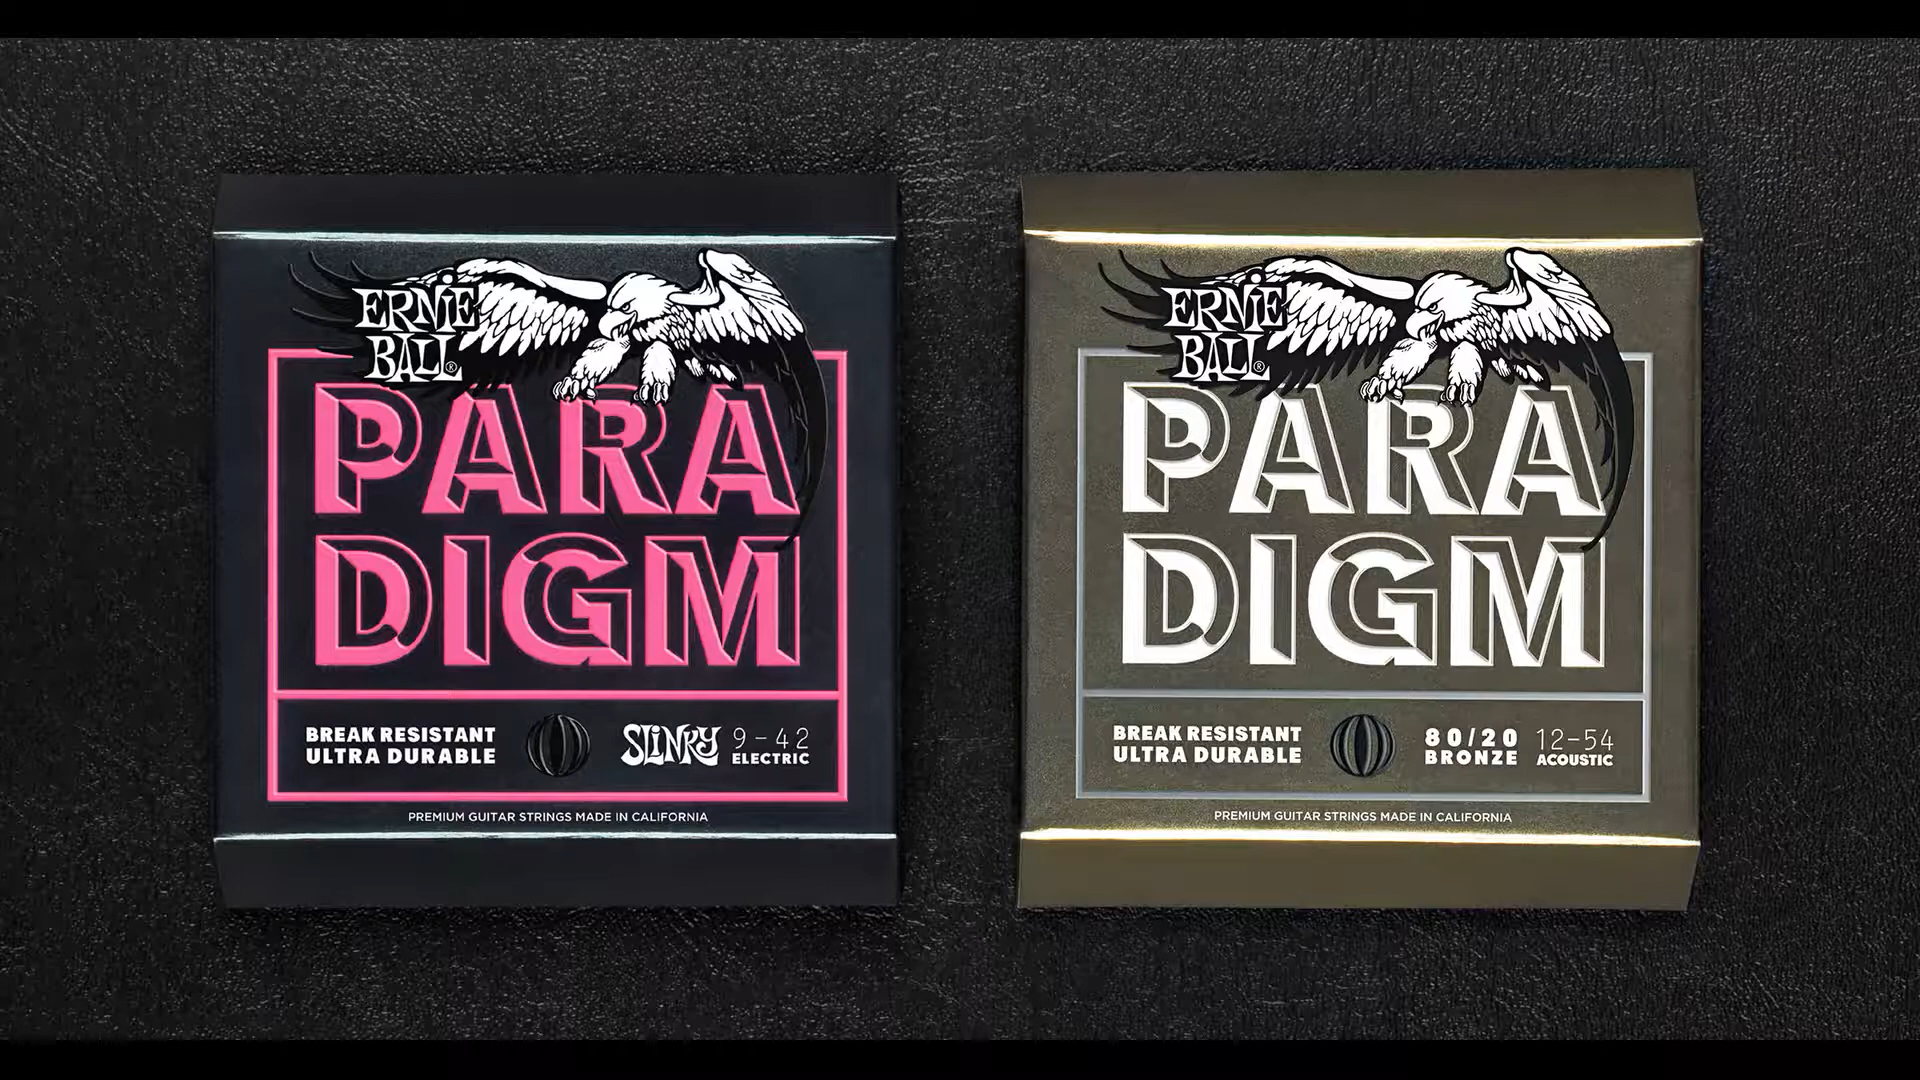 ERNIE
BALL®
PARA
DIGM
BREAK RESISTANT
ULTRA DURABLE
SLINKY
9-42
ELECTRIC
PREMIUM GUITAR STRINGS MADE IN CALIFORNIA
ERNIE
BALL®
PARA
DIGM
BREAK RESISTANT
ULTRA DURABLE
80/20
BRONZE
12-54
ACOUSTIC
PREMIUM GUITAR STRINGS MADE IN CALIFORNIA